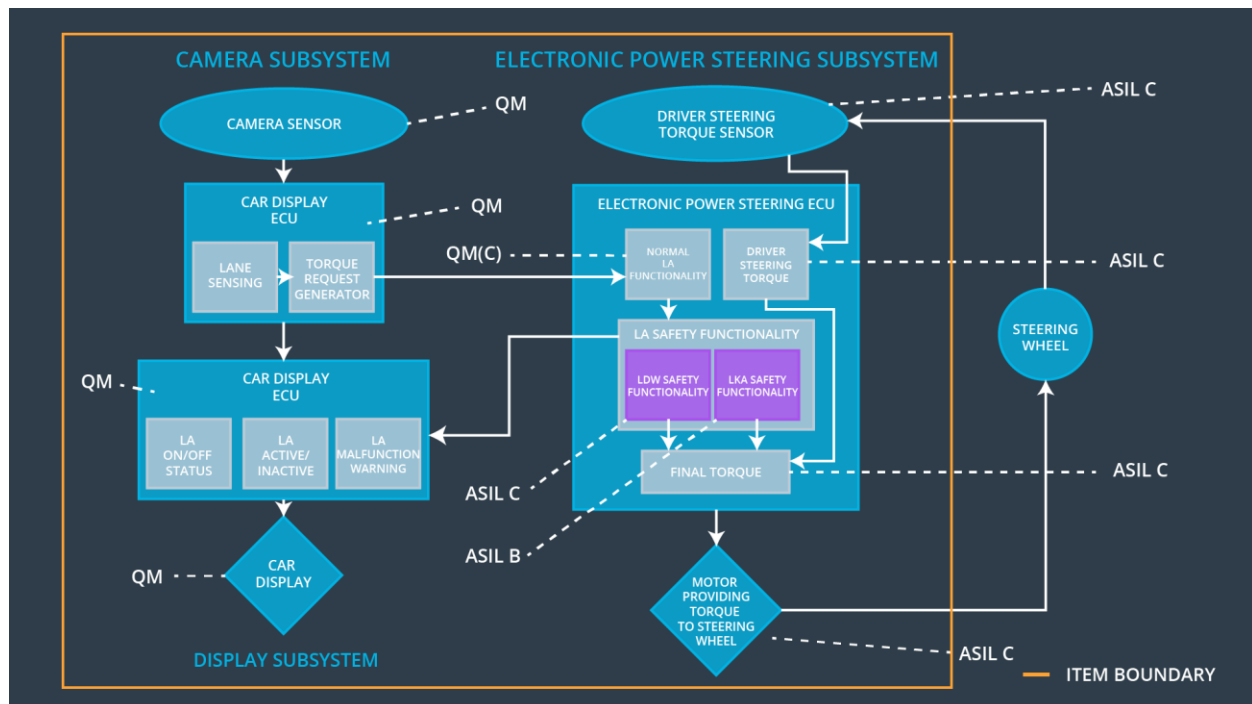 CAMERA SUBSYSTEM
ELECTRONIC POWER STEERING SUBSYSTEM
QM
CAMERA SENSOR
DRIVER STEERING
TORQUE SENSOR
ASIL C
CAR DISPLAY
ECU
QM
LANE
SENSING
TORQUE
REQUEST
GENERATOR
ELECTRONIC POWER STEERING ECU
QM(C)
NORMAL
LA
FUNCTIONALITY
DRIVER
STEERING
TORQUE
ASIL C
LA SAFETY FUNCTIONALITY
LDW SAFETY
FUNCTIONALITY
LKA SAFETY
FUNCTIONALITY
STEERING
WHEEL
QM
CAR DISPLAY
ECU
LA
ON/OFF
STATUS
LA
ACTIVE/
INACTIVE
LA
MALFUNCTION
WARNING
FINAL TORQUE
ASIL C
ASIL C
ASIL B
QM
CAR
DISPLAY
MOTOR
PROVIDING
TORQUE
TO STEERING
WHEEL
ASIL C
DISPLAY SUBSYSTEM
ITEM BOUNDARY